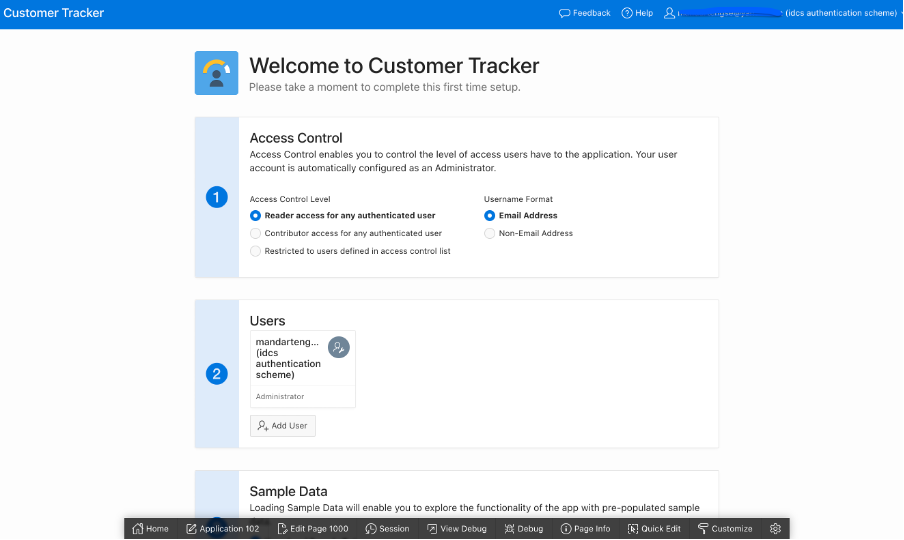 Customer Tracker
Feedback
Help
(idcs authentication scheme)
Welcome to Customer Tracker
Please take a moment to complete this first time setup.
Access Control
Access Control enables you to control the level of access users have to the application. Your user
account is automatically configured as an Administrator.
1
Access Control Level
Username Format
Reader access for any authenticated user
Email Address
Contributor access for any authenticated user
Non-Email Address
Restricted to users defined in access control list
Users
mandarteng...
(idcs
authentication
scheme)
2
Administrator
Add User
Sample Data
Loading Sample Data will enable you to explore the functionality of the app with pre-populated sample
Home
Application 102
Edit Page 1000
Session
View Debug
Debug
Page Info
Quick Edit
Customize